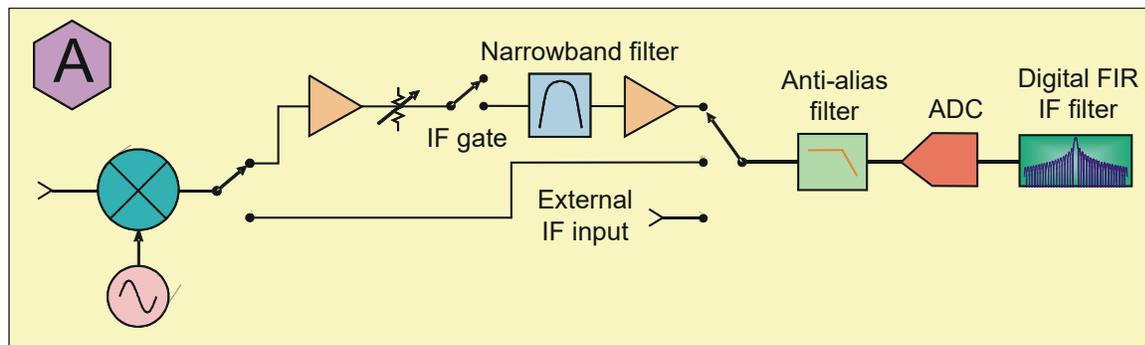 A
Narrowband filter
IF gate
External
IF input
Anti-alias
filter
ADC
Digital FIR
IF filter